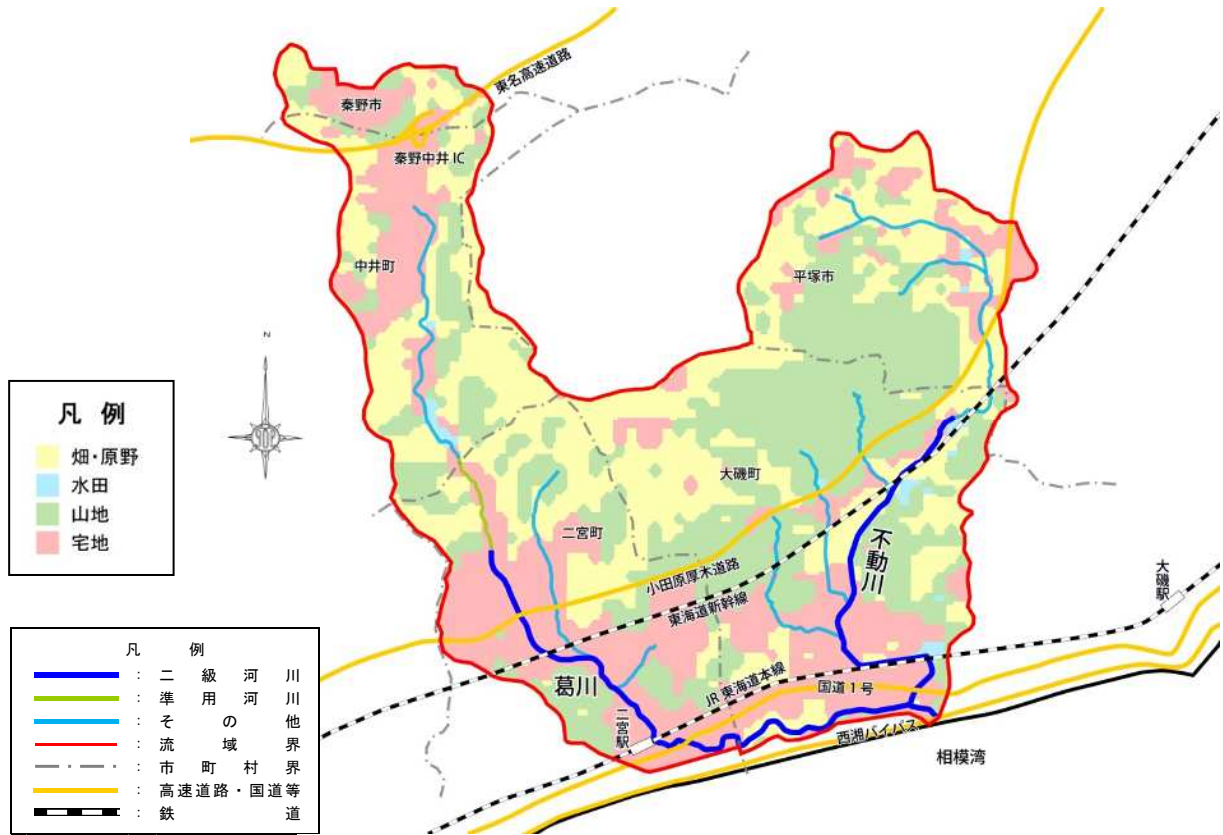 東名高速道路
秦野市
秦野中井IC
中井町
平塚市
N
凡 例
畑・原野
水田
山地
宅地
大磯町
二宮町
不動川
小田原厚木道路
東海道新幹線
大磯駅
葛川
JR東海道本線
国道1号
二宮駅
西湘バイパス
相模湾
凡 例
: 二級河川
: 準用河川
: その他
: 流域界
: 市町村界
: 高速道路・国道等
: 鉄道